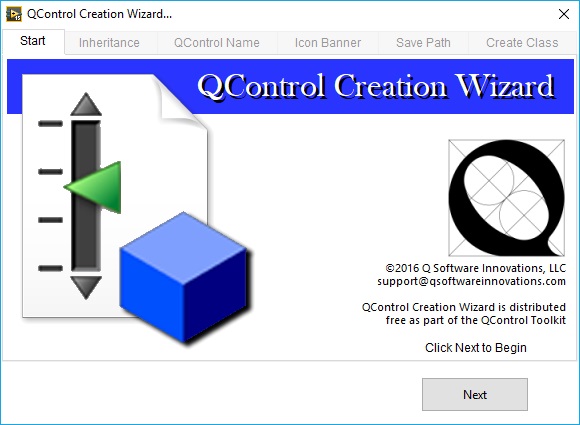 QControl Creation Wizard...
Start
Inheritance
QControl Name
Icon Banner
Save Path
Create Class
QControl Creation Wizard
©2016 Q Software Innovations, LLC
support@qsoftwareinnovations.com
QControl Creation Wizard is distributed
free as part of the QControl Toolkit
Click Next to Begin
Next